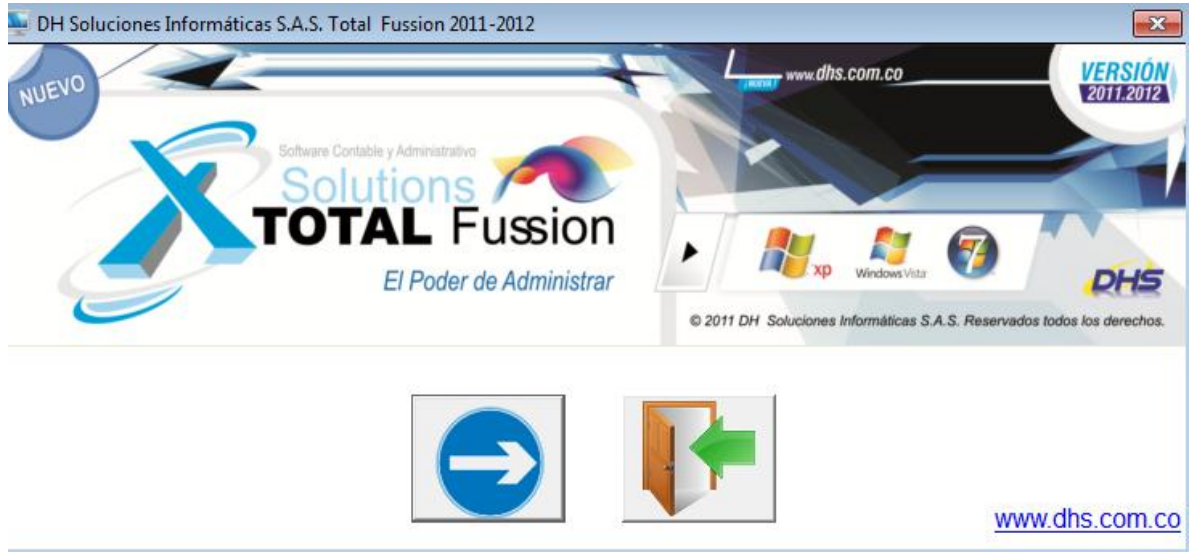 DH Soluciones Informáticas S.A.S. Total Fussion 2011-2012
NUEVO
¡NUEVA!
www.dhs.com.co
VERSIÓN
2011.2012
Software Contable y Administrativo
Solutions
X TOTAL Fussion
El Poder de Administrar
xp
Windows Vista
7
DHS
© 2011 DH Soluciones Informáticas S.A.S. Reservados todos los derechos.
www.dhs.com.co